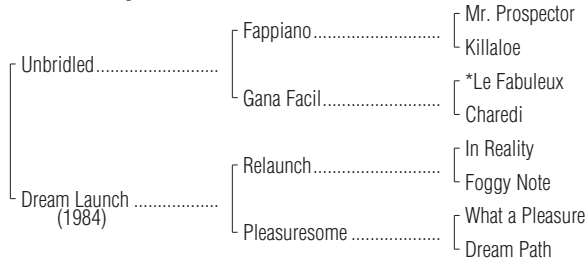 Mr. Prospector
Fappiano
Killaloe
Unbridled
*Le Fabuleux
Gana Facil
Charedi
In Reality
Relaunch
Foggy Note
Dream Launch
(1984)
What a Pleasure
Pleasuresome
Dream Path